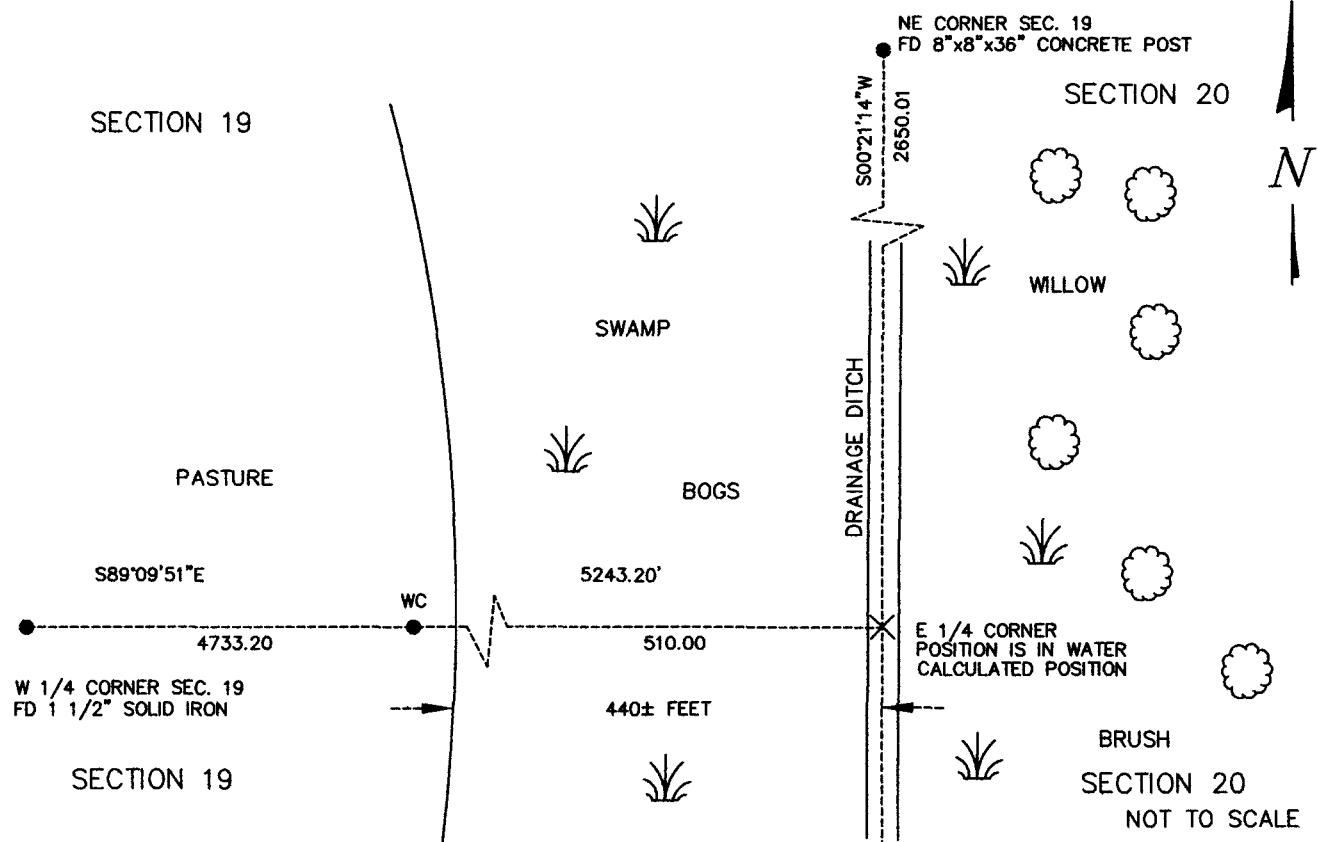 NE CORNER SEC. 19
FD 8"x8"x36" CONCRETE POST
SECTION 19
SECTION 20
S00°21'14"W
2650.01
N
WILLOW
SWAMP
DRAINAGE DITCH
PASTURE
BOGS
S89°09'51"E
5243.20'
WC
4733.20
510.00
E 1/4 CORNER
POSITION IS IN WATER
CALCULATED POSITION
W 1/4 CORNER SEC. 19
FD 1 1/2" SOLID IRON
440± FEET
BRUSH
SECTION 19
SECTION 20
NOT TO SCALE